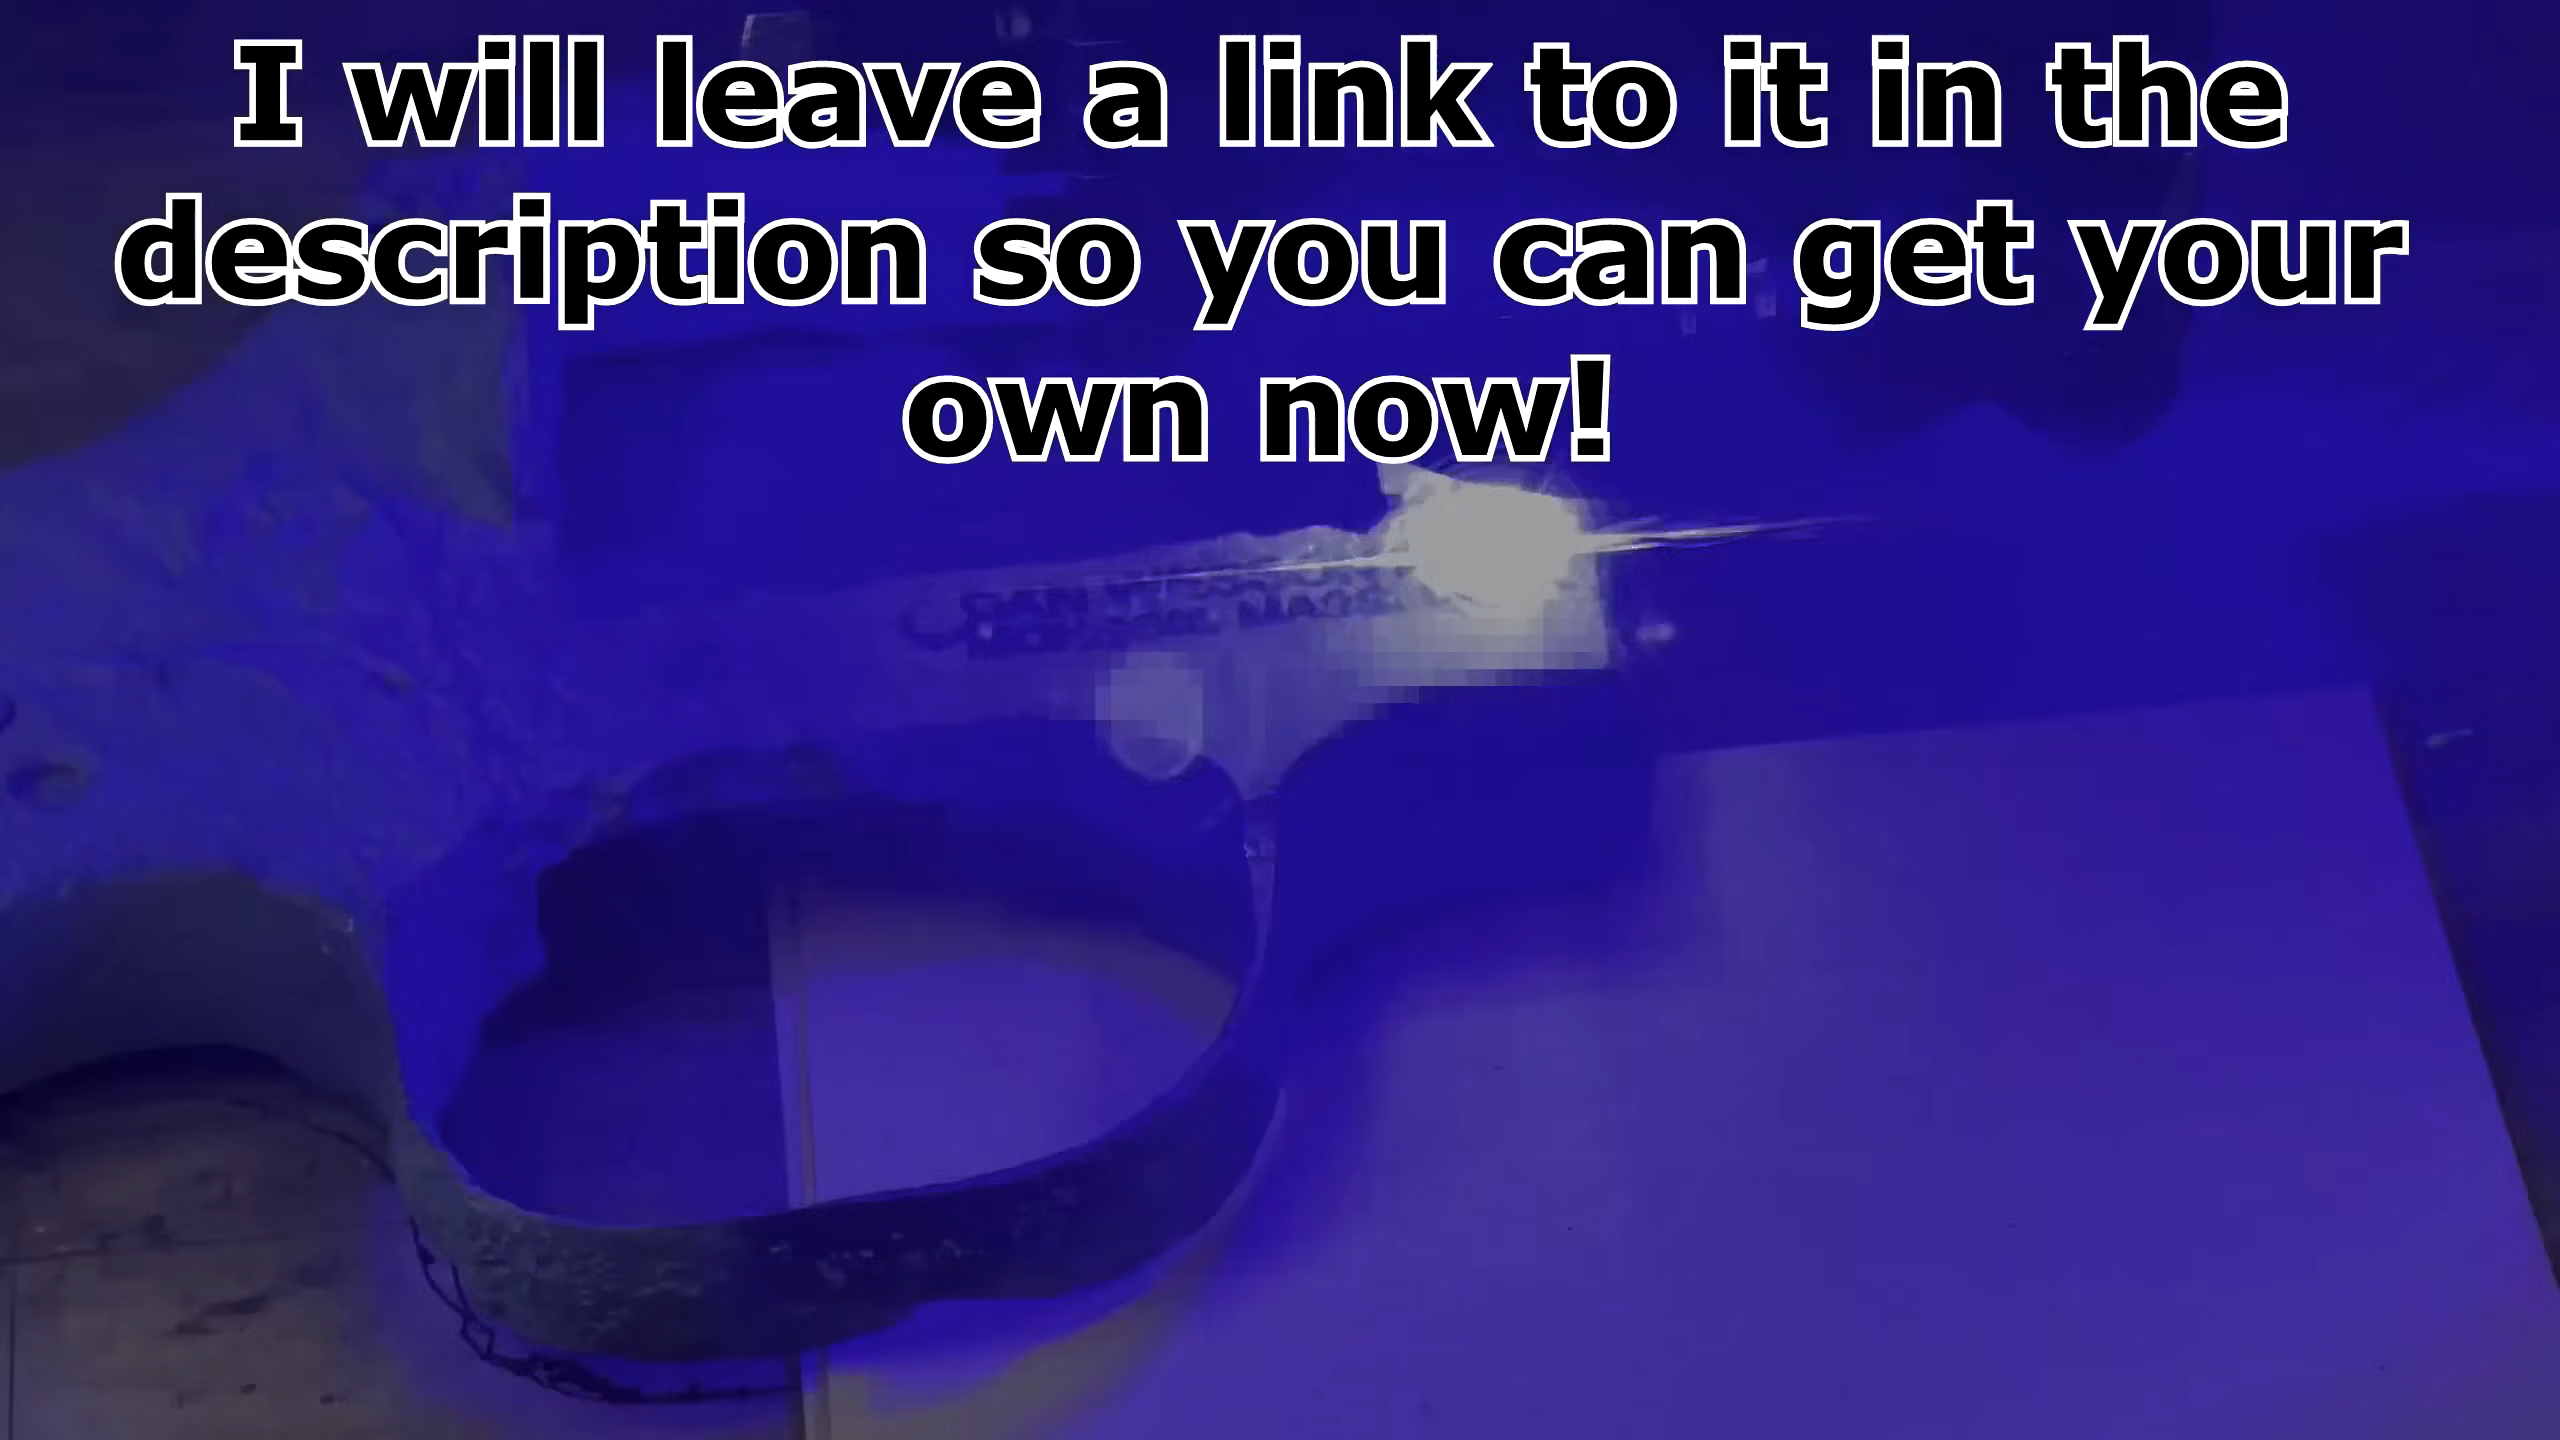 I will leave a link to it in the
description so you can get your
own now!